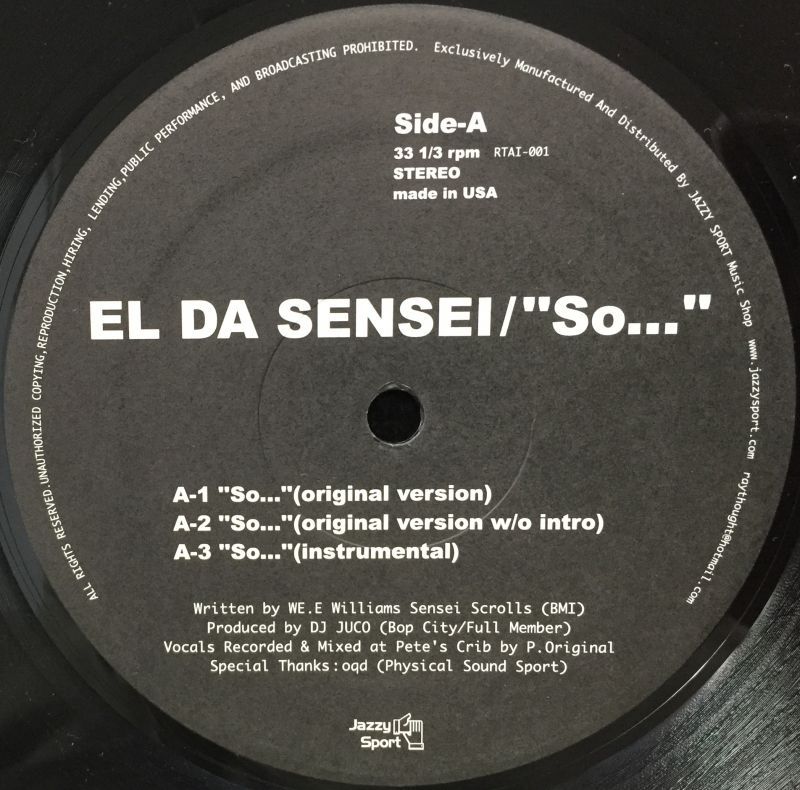 ALL RIGHTS RESERVED.UNAUTHORIZED COPYING,REPRODUCTION,HIRING, LENDING,PUBLIC PERFORMANCE, AND BROADCASTING PROHIBITED. Exclusively Manufactured And Distributed By JAZZY SPORT Music Shop www.jazzysport.com raythought@hotmail.com
Side-A
33 1/3 rpm RTAI-001
STEREO
made in USA
EL DA SENSEI/"So..."
A-1 "So..."(original version)
A-2 "So..."(original version w/o intro)
A-3 "So..."(instrumental)
Written by WE.E Williams Sensei Scrolls (BMI)
Produced by DJ JUCO (Bop City/Full Member)
Vocals Recorded & Mixed at Pete's Crib by P.Original
Special Thanks:oqd (Physical Sound Sport)
Jazzy
Sport